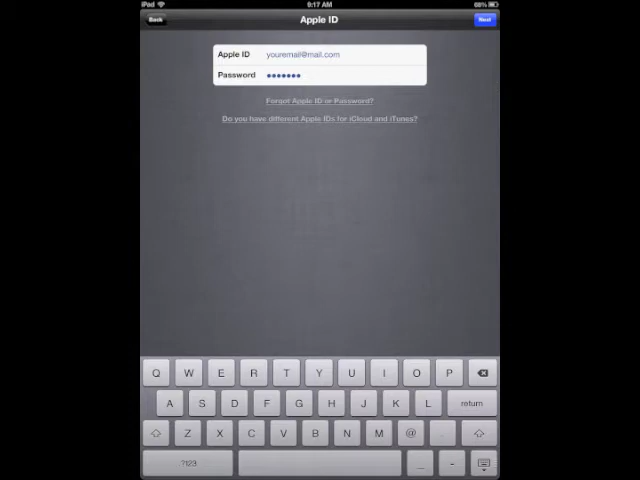 iPad 9:17 AM 68%
Back Apple ID Next
Apple ID youremail@mail.com
Password •••••••
Forgot Apple ID or Password?
Do you have different Apple IDs for iCloud and iTunes?
Q W E R T Y U I O P
A S D F G H J K L return
Z X C V B N M @ .
.?123 _ -